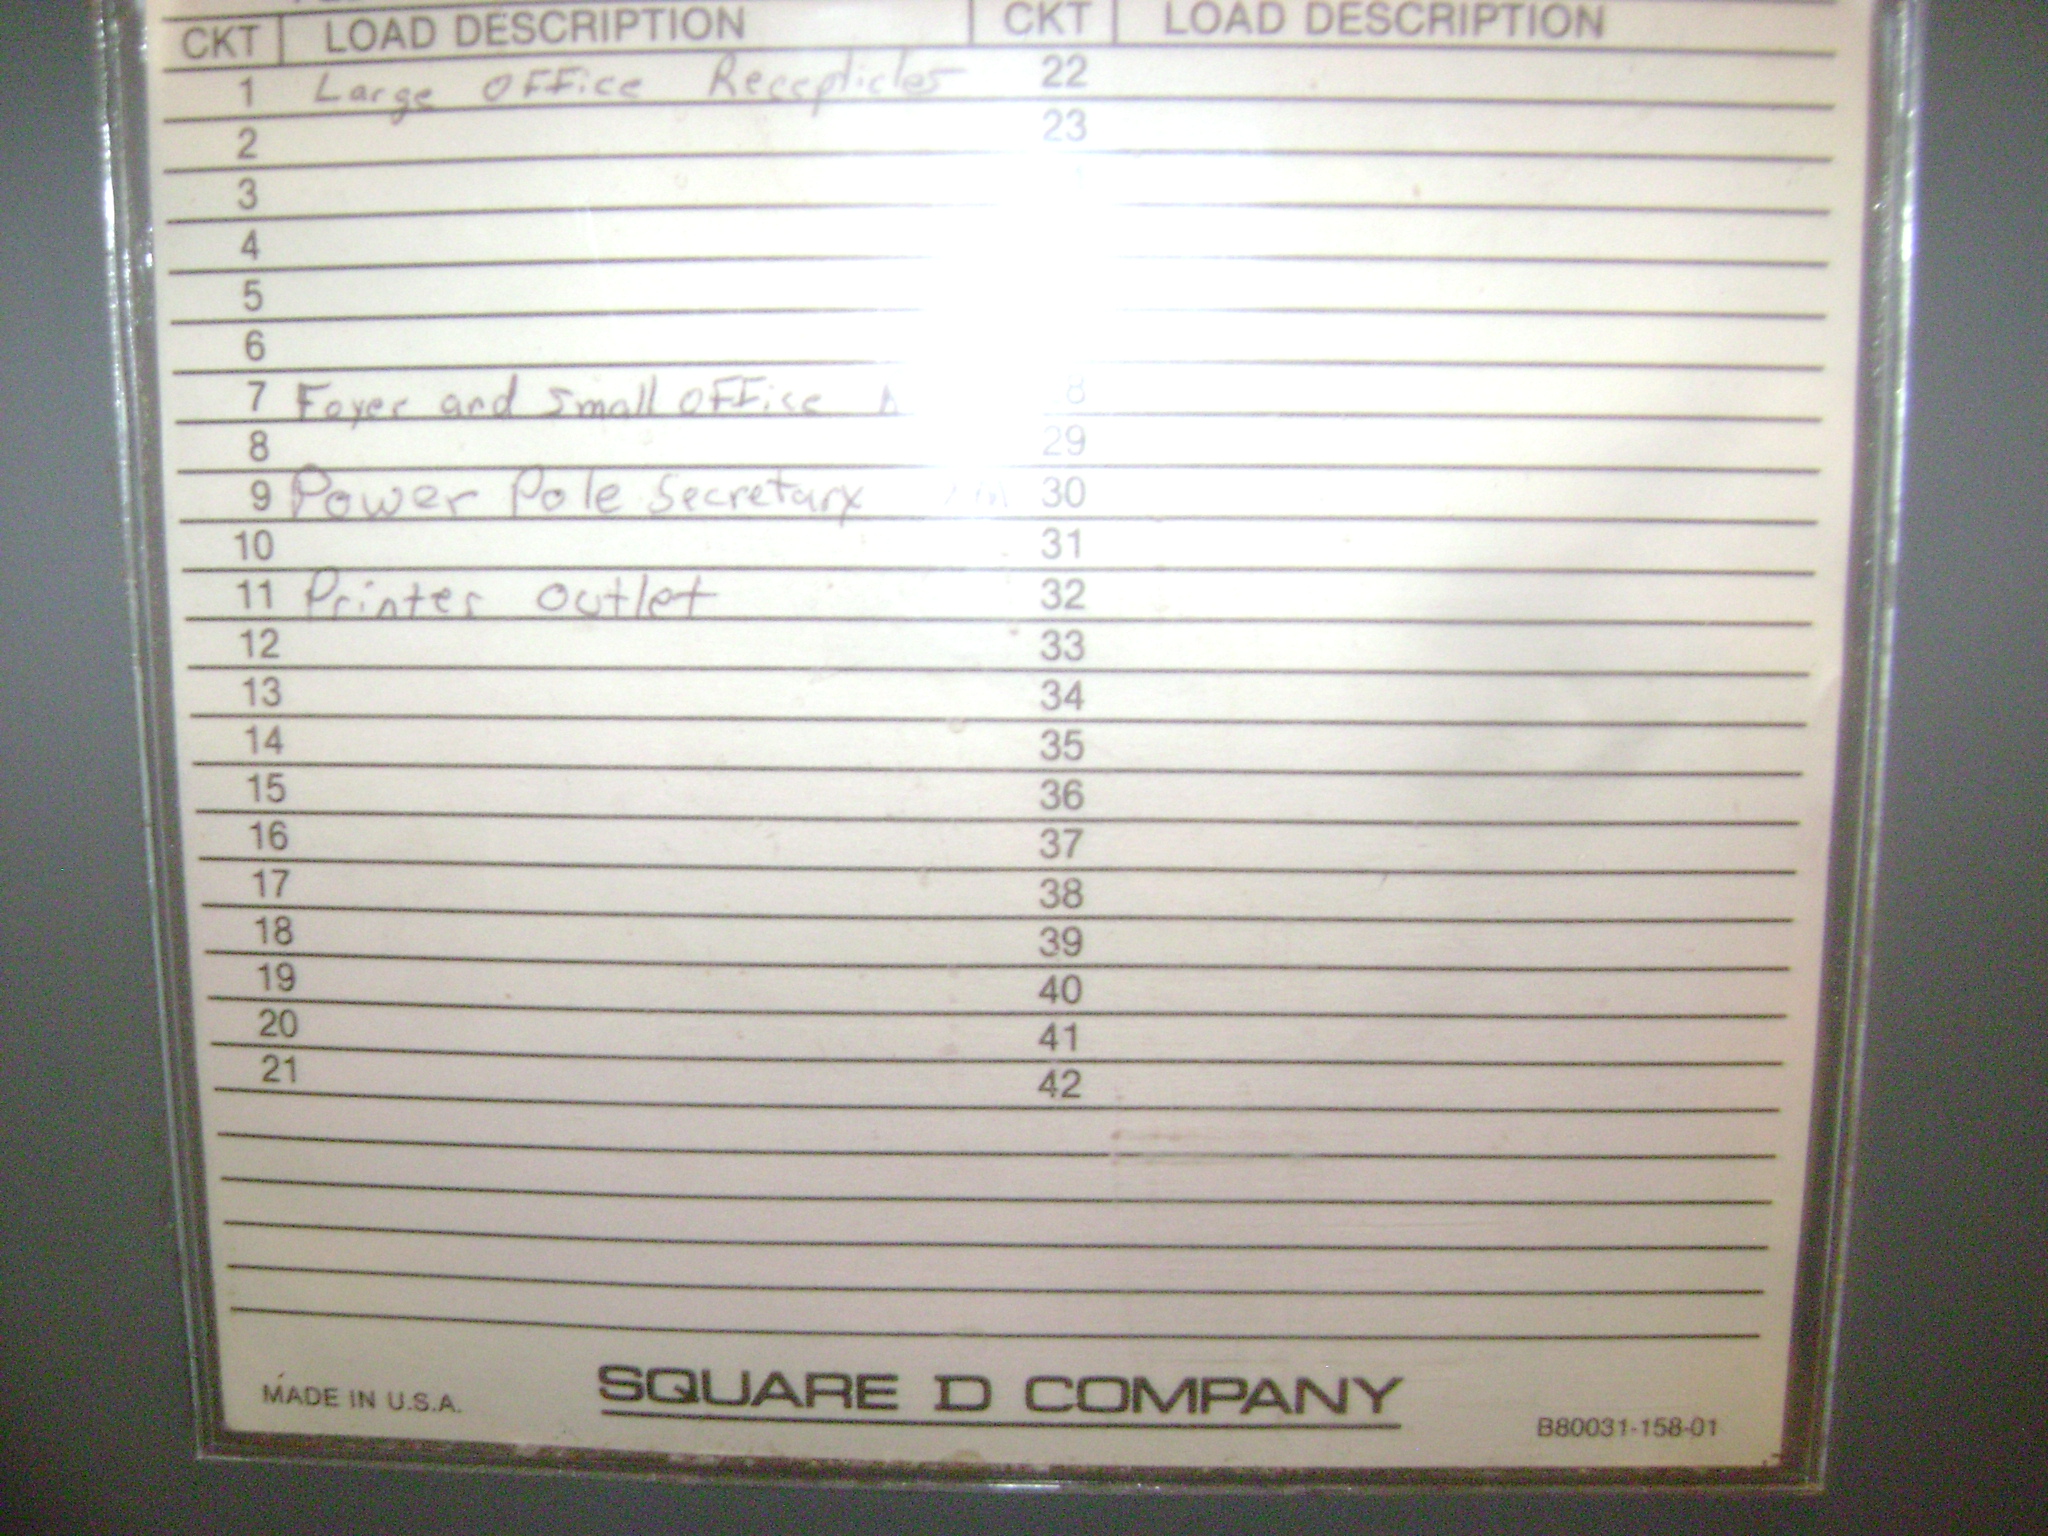 CKT LOAD DESCRIPTION CKT LOAD DESCRIPTION
1 Large Office Recepticles 22
2 23
3
4
5
6
7 Foyer and Small Office 8
8 29
9 Power Pole Secretary 30
10 31
11 Printer Outlet 32
12 33
13 34
14 35
15 36
16 37
17 38
18 39
19 40
20 41
21 42
MADE IN U.S.A. SQUARE D COMPANY B80031-158-01